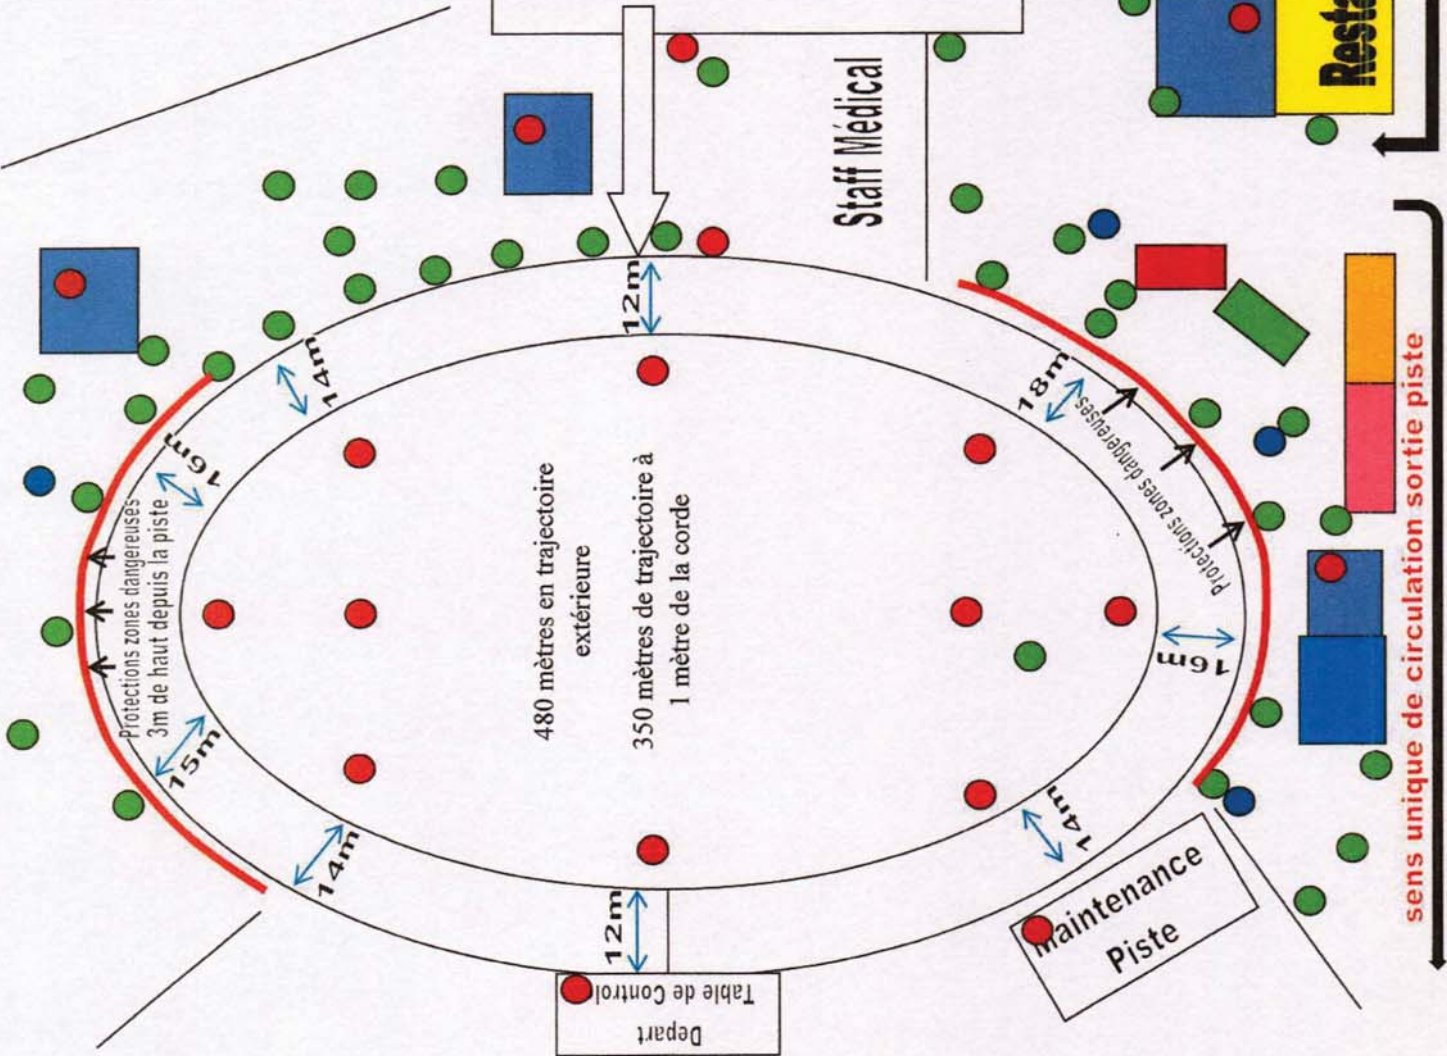 Resta
Staff Médical
12m
14m
16m
Protections zones dangereuses
3m de haut depuis la piste
15m
14m
12m
Table de Control
Depart
480 mètres en trajectoire
extérieure
350 mètres de trajectoire à
1 mètre de la corde
18m
Protections zones dangereuses
16m
14m
Maintenance
Piste
sens unique de circulation sortie piste